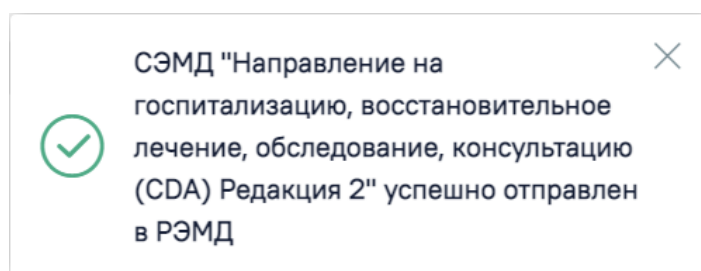 СЭМД "Направление на
госпитализацию, восстановительное
лечение, обследование, консультацию
(CDA) Редакция 2" успешно отправлен
в РЭМД